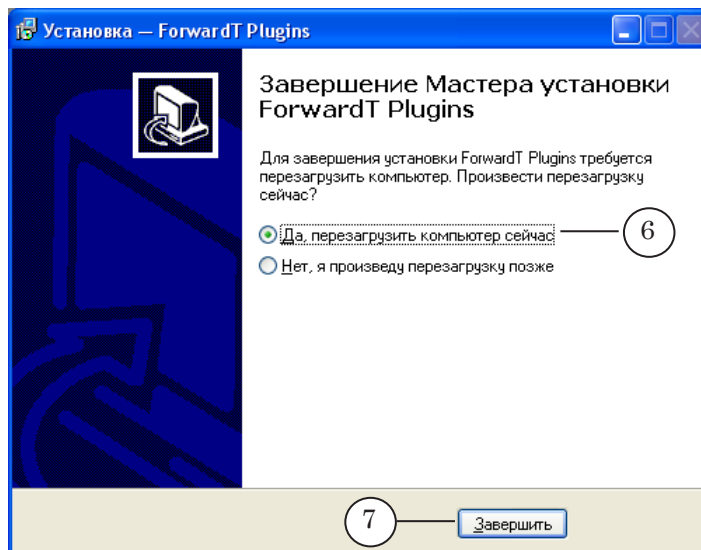 Установка — ForwardT Plugins
Завершение Мастера установки
ForwardT Plugins
Для завершения установки ForwardT Plugins требуется
перезагрузить компьютер. Произвести перезагрузку
сейчас?
Да, перезагрузить компьютер сейчас
6
Нет, я произведу перезагрузку позже
7
Завершить